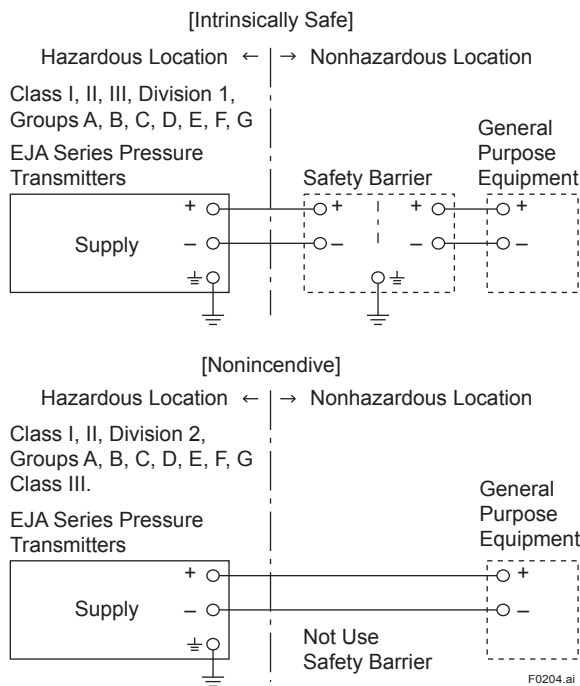 [Intrinsically Safe]
Hazardous Location ← → Nonhazardous Location
Class I, II, III, Division 1,
Groups A, B, C, D, E, F, G
EJA Series Pressure
Transmitters
Safety Barrier
General
Purpose
Equipment
+ + + +
Supply
– – – –
[Nonincendive]
Hazardous Location ← → Nonhazardous Location
Class I, II, Division 2,
Groups A, B, C, D, E, F, G
Class III.
EJA Series Pressure
Transmitters
General
Purpose
Equipment
+ +
Supply
– –
Not Use
Safety Barrier
F0204.ai